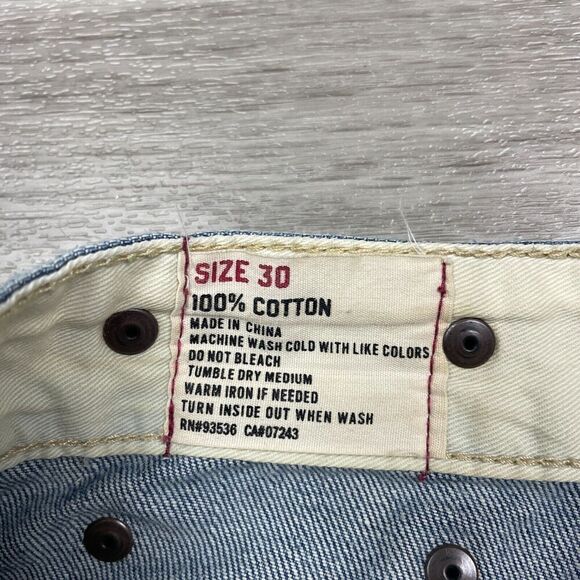 SIZE 30
100% COTTON
MADE IN CHINA
MACHINE WASH COLD WITH LIKE COLORS
DO NOT BLEACH
TUMBLE DRY MEDIUM
WARM IRON IF NEEDED
TURN INSIDE OUT WHEN WASH
RN#93536 CA#07243